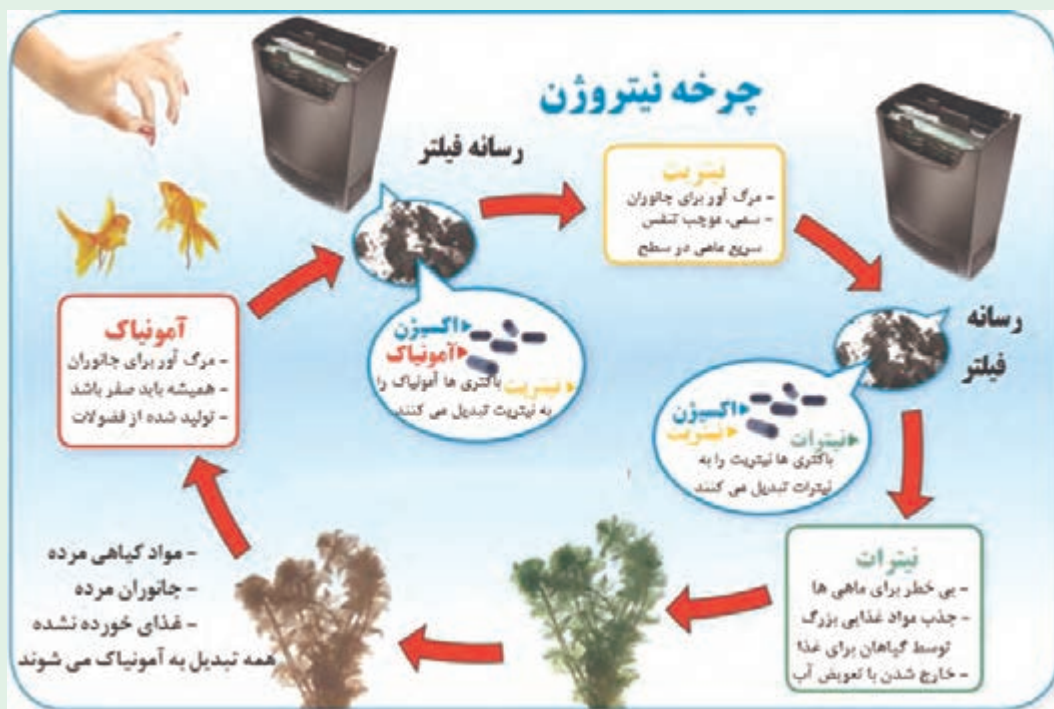 چرخه نیتروژن
رسانه فیلتر
نیتریت
- مرگ آور برای جانوران
- سمی، موجب تنفس
سریع ماهی در سطح
رسانه
فیلتر
آمونیاک
- مرگ آور برای جانوران
- همیشه باید صفر باشد
- تولید شده از فضولات
اکسیژن
آمونیاک
نیتریت
باکتری ها آمونیاک را
به نیتریت تبدیل می کنند
اکسیژن
نیتریت
نیترات
باکتری ها نیتریت را به
نیترات تبدیل می کنند
نیترات
- بی خطر برای ماهی ها
- جذب مواد غذایی بزرگ
توسط گیاهان برای غذا
- خارج شدن با تعویض آب
- مواد گیاهی مرده
- جانوران مرده
- غذای خورده نشده
همه تبدیل به آمونیاک می شوند